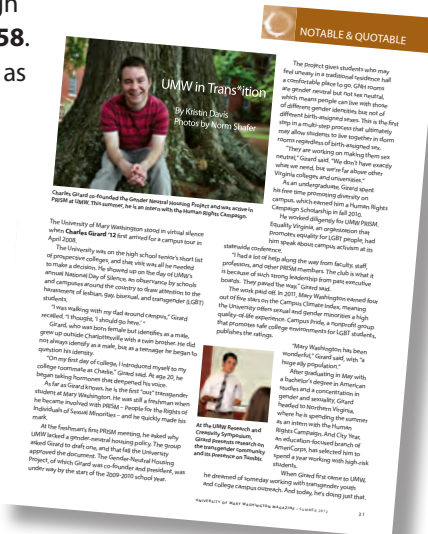 gh
58.
as
NOTABLE & QUOTABLE
UMW in Trans*ition
By Kristin Davis
Photos by Norm Shafer
Charles Girard co-founded the Gender Neutral Housing Project and was active in
PRISM at UMW. This summer, he is an intern with the Human Rights Campaign.
The University of Mary Washington stood in virtual silence
when Charles Girard '12 first arrived for a campus tour in
April 2008.
The University was on the high school senior's short list
of prospective colleges, and this visit was all he needed
to make a decision. He showed up on the day of UMW's
annual National Day of Silence, an observance by schools
and campuses around the country to draw attention to the
harassment of lesbian, gay, bisexual, and transgender (LGBT)
students.
"I was walking with my dad around campus," Girard
recalled. "I thought, 'I should go here.'"
Girard, who was born female but identifies as a male,
grew up outside Charlottesville with a twin brother. He did
not always identify as a male, but as a teenager he began to
question his identity.
"On my first day of college, I introduced myself to my
college roommate as Charlie," Girard said. At age 20, he
began taking hormones that deepened his voice.
As far as Girard knows, he is the first "out" transgender
student at Mary Washington. He was still a freshman when
he became involved with PRISM – People for the Rights of
Individuals of Sexual Minorities – and he quickly made his
mark.
At the freshman's first PRISM meeting, he asked why
UMW lacked a gender-neutral housing policy. The group
asked Girard to draft one, and that fall the University
approved the document. The Gender-Neutral Housing
Project, of which Girard was co-founder and president, was
under way by the start of the 2009-2010 school year.
The project gives students who may
feel uneasy in a traditional residence hall
a comfortable place to go. GNH rooms
are gender neutral but not sex neutral,
which means people can live with those
of different gender identities but not of
different birth-assigned sexes. This is the first
step in a multi-step process that ultimately
may allow students to live together in dorm
rooms regardless of birth-assigned sex.
"They are working on making them sex
neutral," Girard said. "We don't have exactly
what we need, but we're far above other
Virginia colleges and universities."
As an undergraduate, Girard spent
his free time promoting diversity on
campus, which earned him a Human Rights
Campaign Scholarship in fall 2010.
He worked diligently for UMW PRISM.
Equality Virginia, an organization that
promotes equality for LGBT people, had
him speak about campus activism at its
statewide conference.
"I had a lot of help along the way from faculty, staff,
professors, and other PRISM members. The club is what it
is because of such strong leadership from past executive
boards. They paved the way," Girard said.
The work paid off. In 2011, Mary Washington earned four
out of five stars on the Campus Climate Index, meaning
the University offers sexual and gender minorities a high
quality-of-life experience. Campus Pride, a nonprofit group
that promotes safe college environments for LGBT students,
publishes the ratings.
"Mary Washington has been
wonderful," Girard said, with "a
huge ally population."
After graduating in May with
a bachelor's degree in American
studies and a concentration in
gender and sexuality, Girard
headed to Northern Virginia,
where he is spending the summer
as an intern with the Human
Rights Campaign. And City Year,
an education-focused branch of
AmeriCorps, has selected him to
spend a year working with high-risk
students.
When Girard first came to UMW,
he dreamed of someday working with transgender youth
and college campus outreach. And today, he's doing just that.
At the UMW Research and
Creativity Symposium,
Girard presents research on
the transgender community
and its presence on Tumblr.
UNIVERSITY OF MARY WASHINGTON MAGAZINE • SUMMER 2012
31